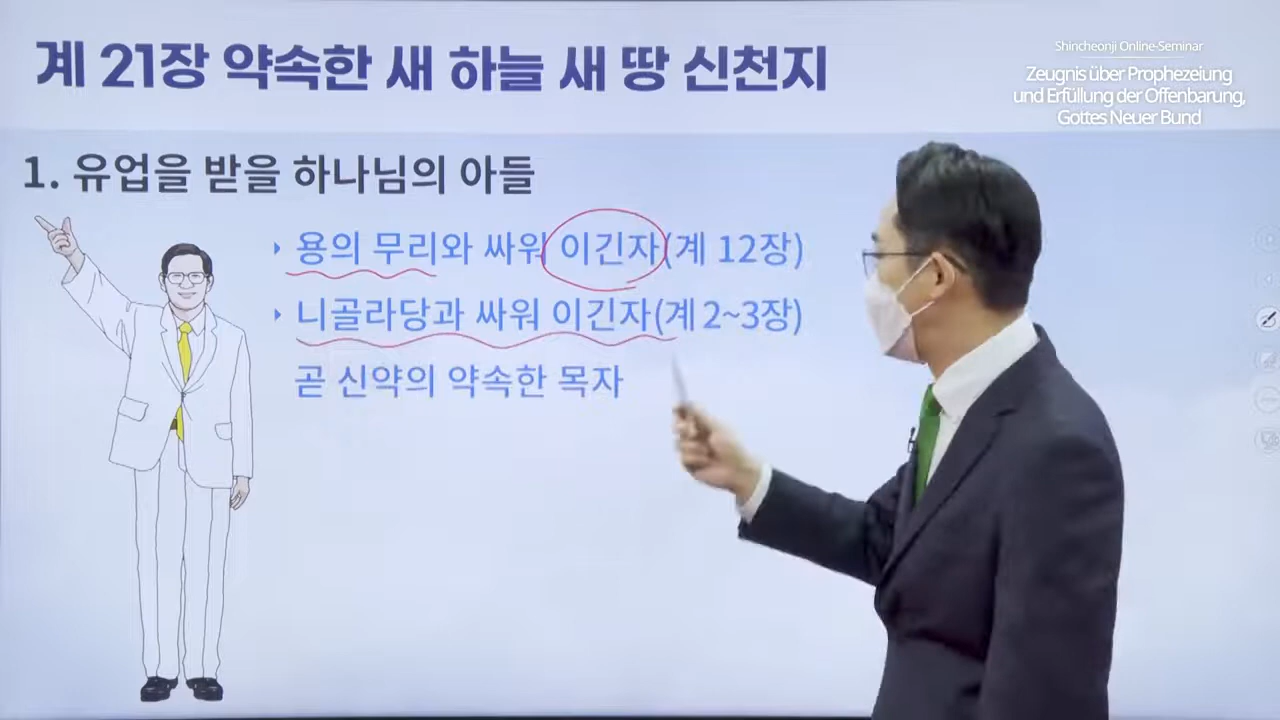 계 21장 약속한 새 하늘 새 땅 신천지
Shincheonji Online-Seminar
Zeugnis über Prophezeiung
und Erfüllung der Offenbarung,
Gottes Neuer Bund
1. 유업을 받을 하나님의 아들
용의 무리와 싸워 이긴자(계 12장)
니골라당과 싸워 이긴자(계 2~3장)
곧 신약의 약속한 목자